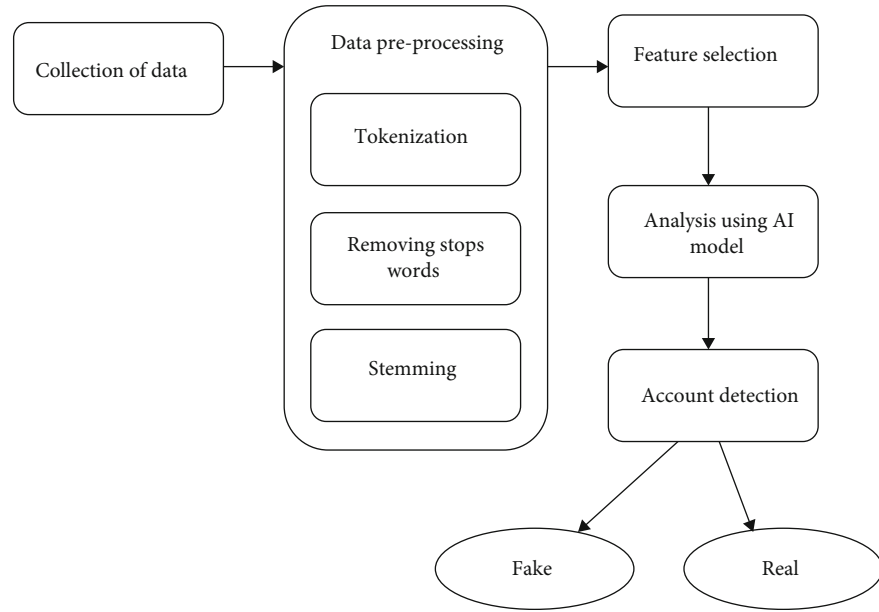 Collection of data
Data pre-processing
Tokenization
Removing stops
words
Stemming
Feature selection
Analysis using AI
model
Account detection
Fake
Real